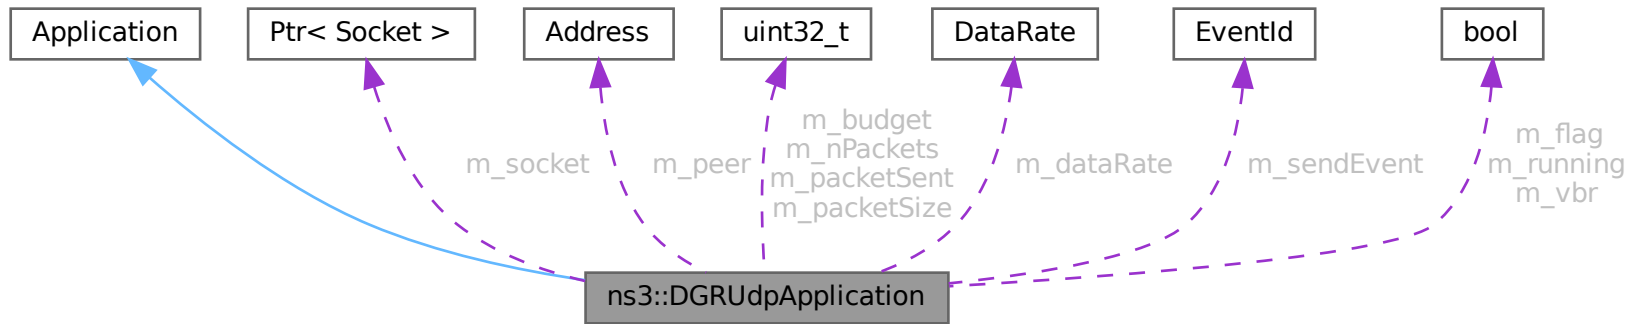 Application
Ptr< Socket >
Address
uint32_t
DataRate
EventId
bool
m_socket
m_peer
m_budget
m_nPackets
m_packetSent
m_packetSize
m_dataRate
m_sendEvent
m_flag
m_running
m_vbr
ns3::DGRUdpApplication